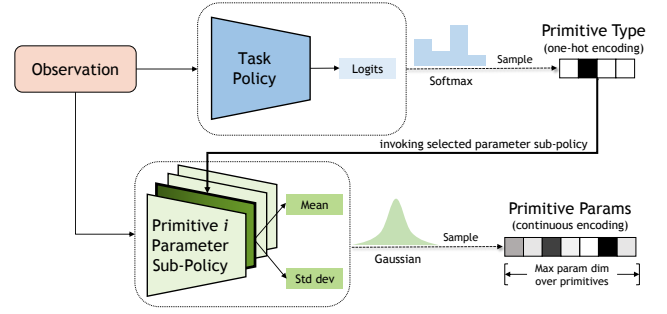 Primitive Type
(one-hot encoding)
Observation
Task
Policy
Logits
Softmax
Sample
invoking selected parameter sub-policy
Primitive i
Parameter
Sub-Policy
Mean
Std dev
Gaussian
Sample
Primitive Params
(continuous encoding)
Max param dim
over primitives